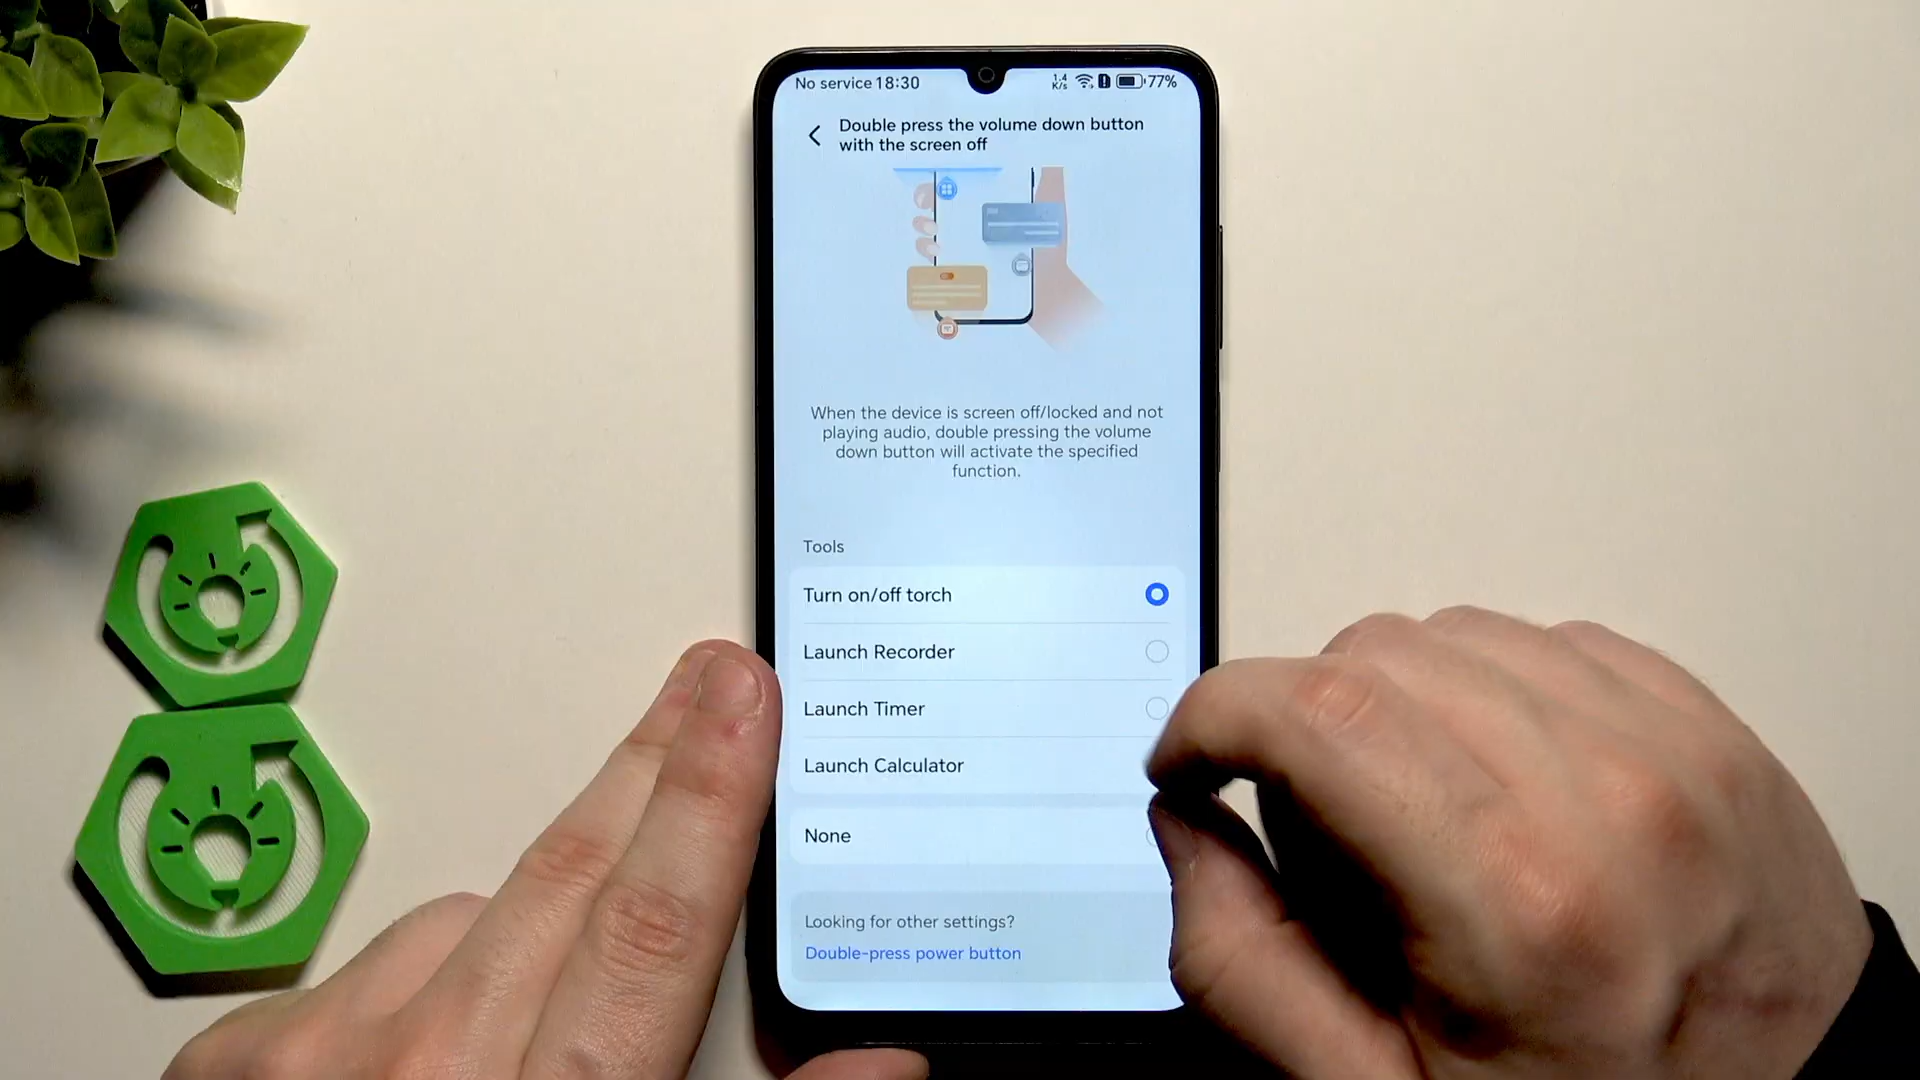 No service 18:30
1.4
K/s
77%
Double press the volume down button
with the screen off
When the device is screen off/locked and not
playing audio, double pressing the volume
down button will activate the specified
function.
Tools
Turn on/off torch
Launch Recorder
Launch Timer
Launch Calculator
None
Looking for other settings?
Double-press power button